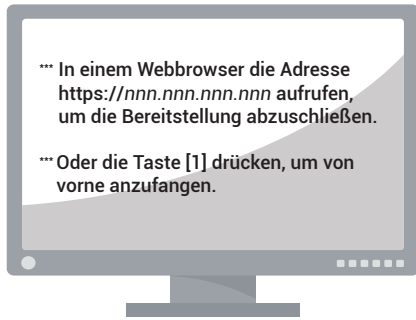 *** In einem Webbrowser die Adresse
https://nnn.nnn.nnn.nnn aufrufen,
um die Bereitstellung abzuschließen.
*** Oder die Taste [1] drücken, um von
vorne anzufangen.